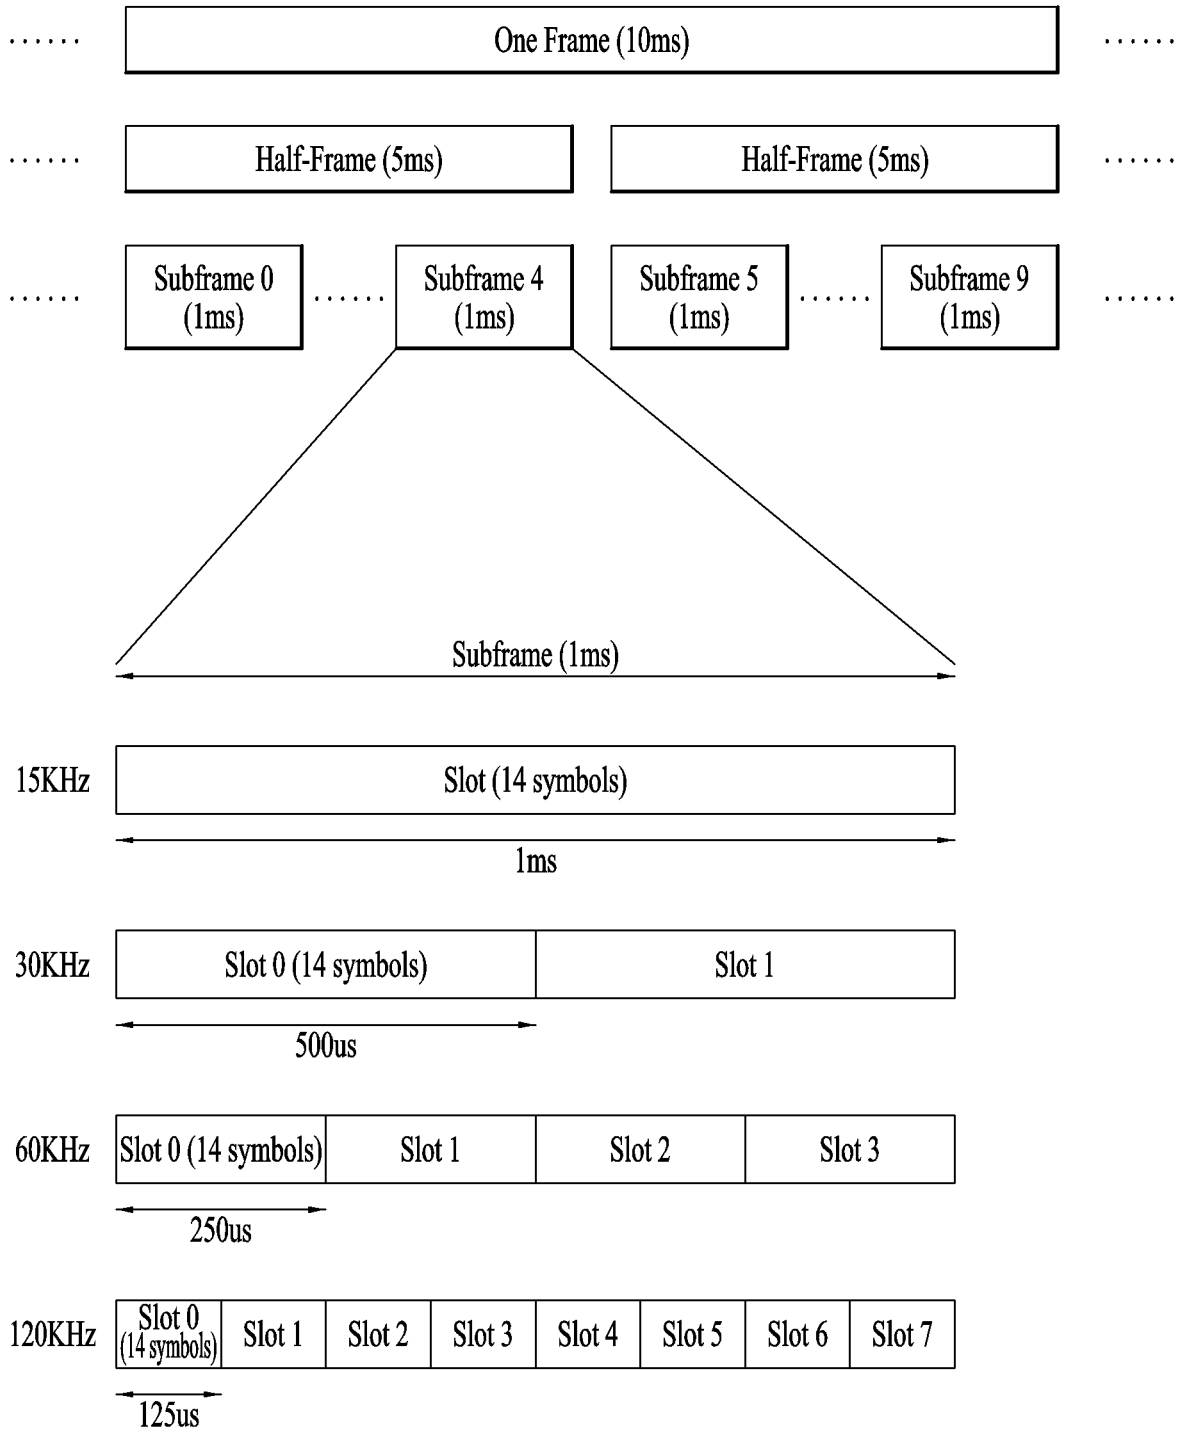 ...... One Frame (10ms) ......
...... Half-Frame (5ms) Half-Frame (5ms) ......
Subframe 0 Subframe 4 Subframe 5 Subframe 9
...... (1ms) ...... (1ms) (1ms) ...... (1ms) ......
Subframe (1ms)
15KHz Slot (14 symbols)
1ms
30KHz Slot 0 (14 symbols) Slot 1
500us
60KHz Slot 0 (14 symbols) Slot 1 Slot 2 Slot 3
250us
120KHz Slot 0 (14 symbols) Slot 1 Slot 2 Slot 3 Slot 4 Slot 5 Slot 6 Slot 7
125us